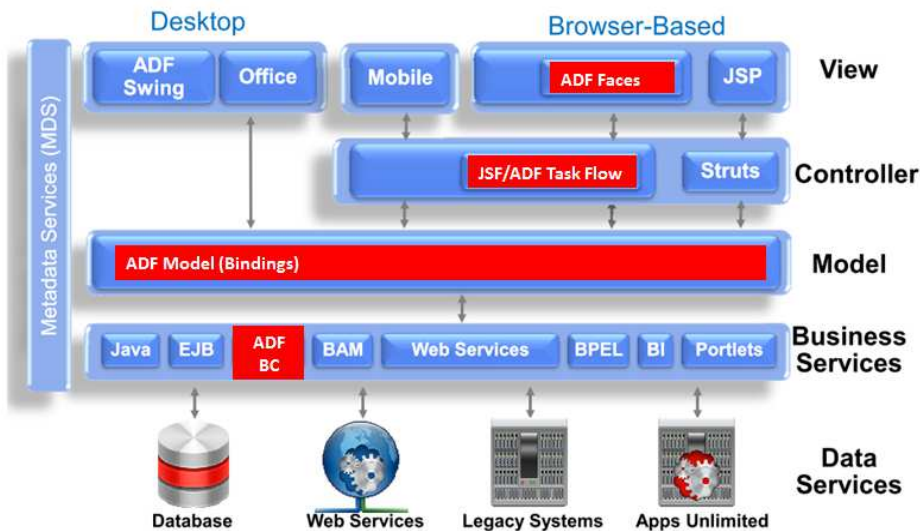 Desktop
Browser-Based
Metadata Services (MDS)
ADF
Swing
Office
Mobile
ADF Faces
JSP
View
JSF/ADF Task Flow
Struts
Controller
ADF Model (Bindings)
Model
Java
EJB
ADF
BC
BAM
Web Services
BPEL
BI
Portlets
Business
Services
Database
Web Services
Legacy Systems
Apps Unlimited
Data
Services